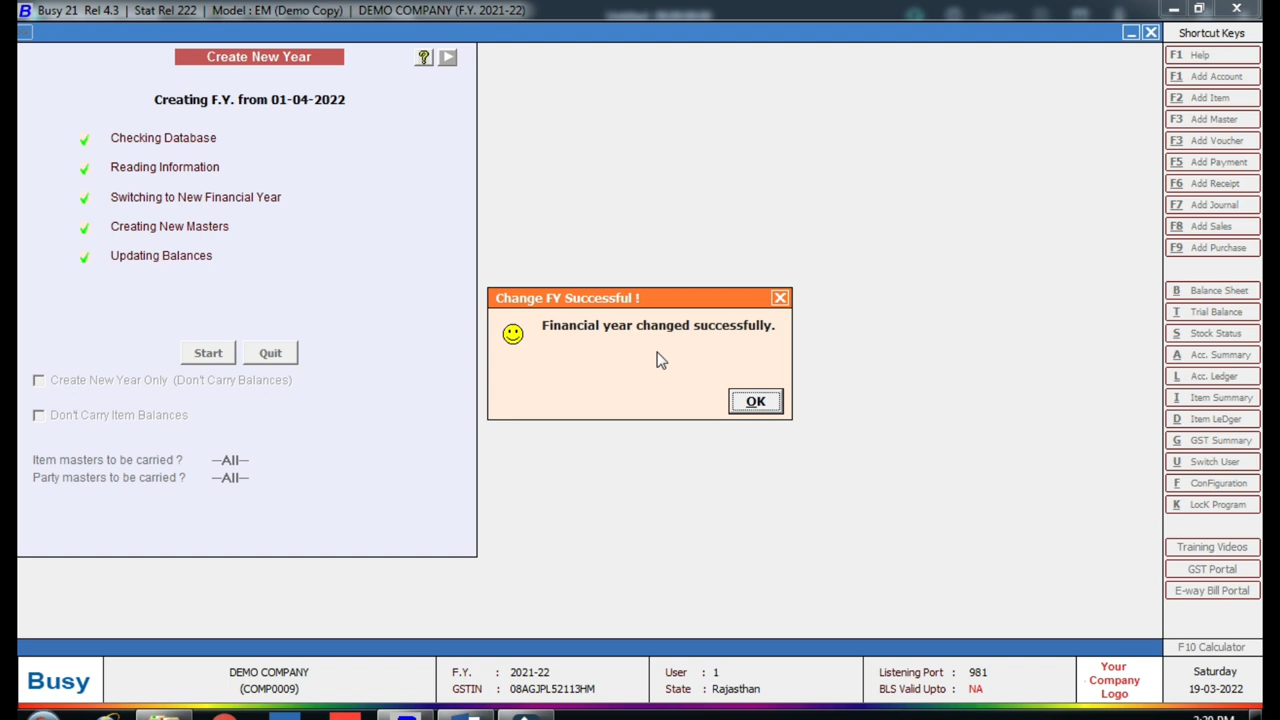 Busy 21 Rel 4.3 | Stat Rel 222 | Model : EM (Demo Copy) | DEMO COMPANY (F.Y. 2021-22)
Create New Year
?
Creating F.Y. from 01-04-2022
Checking Database
Reading Information
Switching to New Financial Year
Creating New Masters
Updating Balances
Start Quit
Create New Year Only (Don't Carry Balances)
Don't Carry Item Balances
Item masters to be carried ? --All--
Party masters to be carried ? --All--
Change FY Successful !
Financial year changed successfully.
OK
Shortcut Keys
F1 Help
F1 Add Account
F2 Add Item
F3 Add Master
F3 Add Voucher
F5 Add Payment
F6 Add Receipt
F7 Add Journal
F8 Add Sales
F9 Add Purchase
B Balance Sheet
T Trial Balance
S Stock Status
A Acc. Summary
L Acc. Ledger
I Item Summary
D Item LeDger
G GST Summary
U Switch User
F ConFiguration
K LocK Program
Training Videos
GST Portal
E-way Bill Portal
F10 Calculator
Busy
DEMO COMPANY
(COMP0009)
F.Y. : 2021-22
GSTIN : 08AGJPL52113HM
User : 1
State : Rajasthan
Listening Port : 981
BLS Valid Upto : NA
Your
Company
Logo
Saturday
19-03-2022